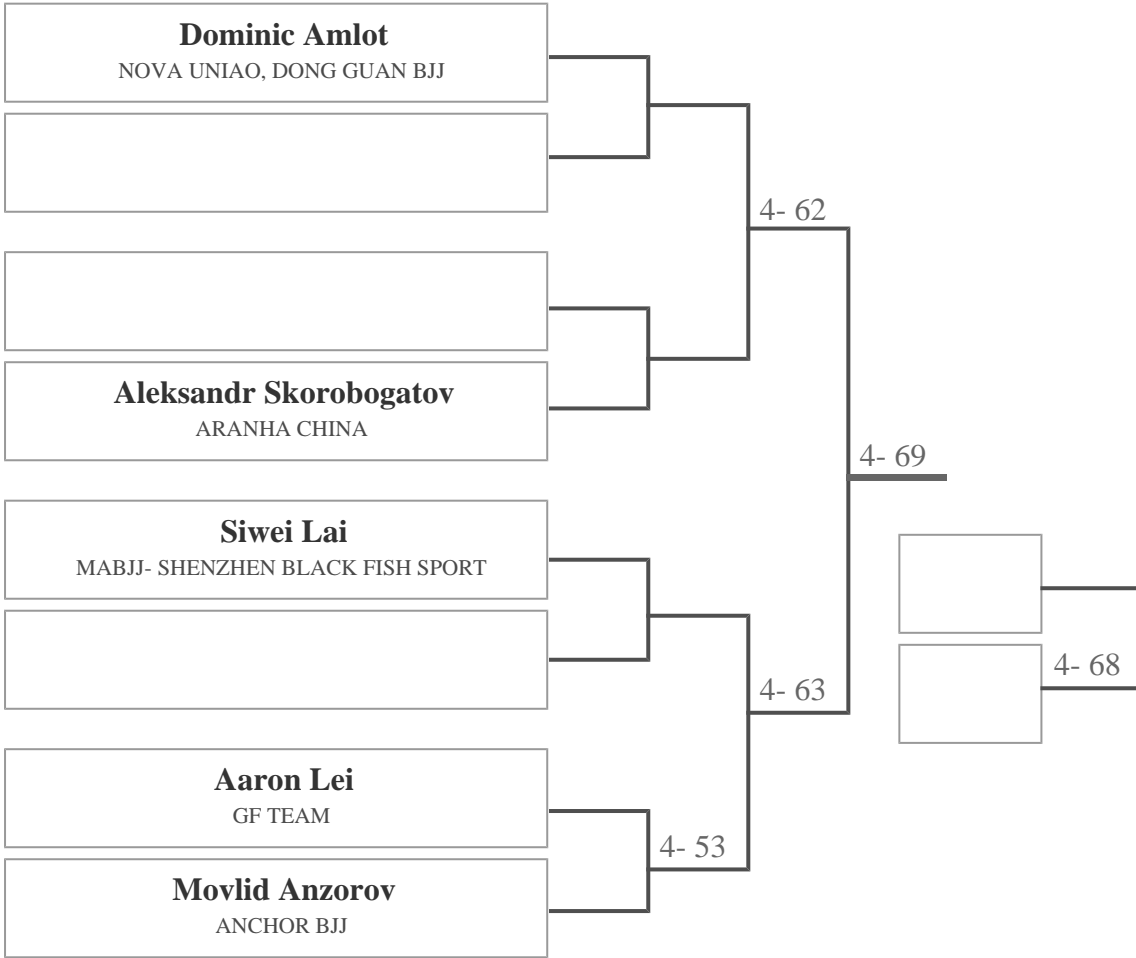 Dominic Amlot
NOVA UNIAO, DONG GUAN BJJ
4- 62
Aleksandr Skorobogatov
ARANHA CHINA
4- 69
Siwei Lai
MABJJ- SHENZHEN BLACK FISH SPORT
4- 68
4- 63
Aaron Lei
GF TEAM
4- 53
Movlid Anzorov
ANCHOR BJJ